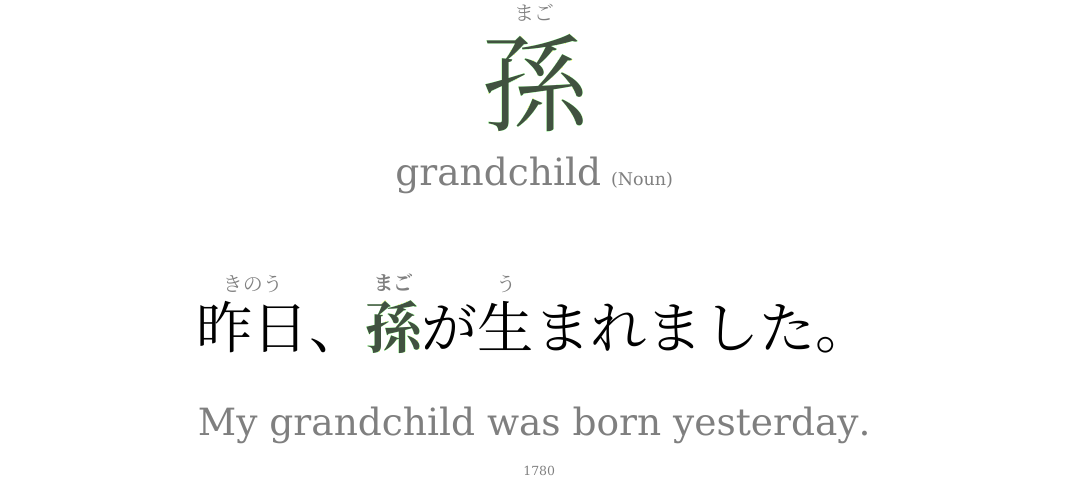 まご
孫
grandchild (Noun)
きのう まご う
昨日、孫が生まれました。
My grandchild was born yesterday.
1780